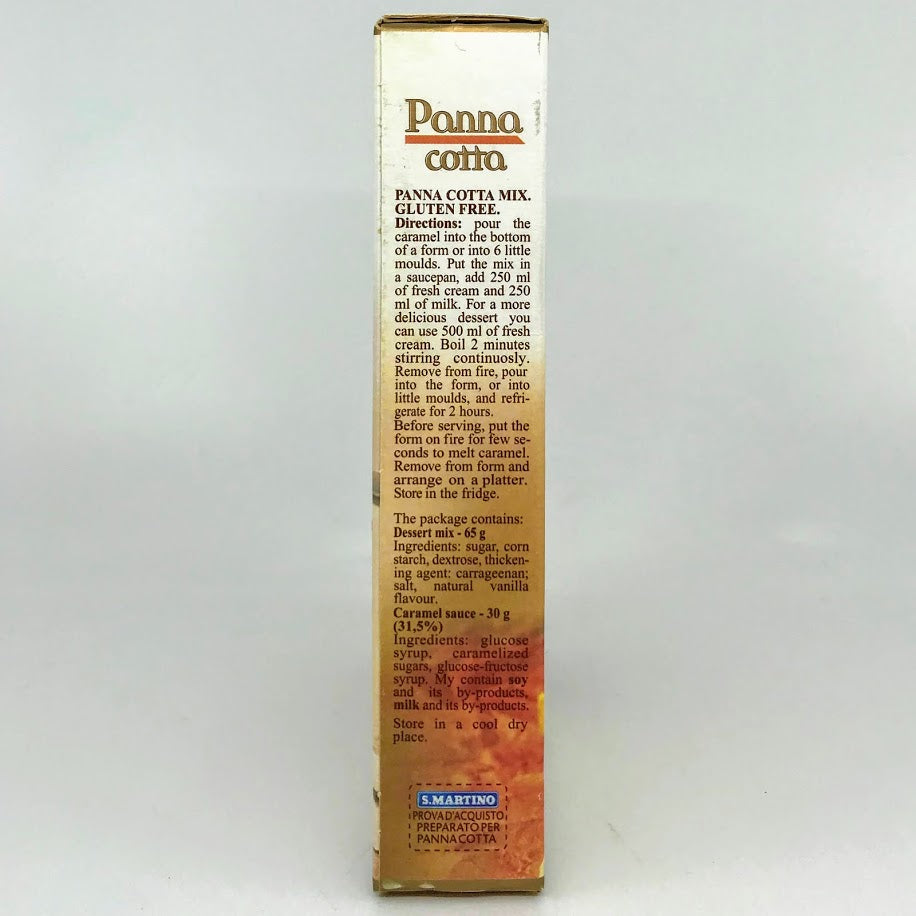 Panna
cotta
PANNA COTTA MIX.
GLUTEN FREE.
Directions: pour the
caramel into the bottom
of a form or into 6 little
moulds. Put the mix in
a saucepan, add 250 ml
of fresh cream and 250
ml of milk. For a more
delicious dessert you
can use 500 ml of fresh
cream. Boil 2 minutes
stirring continuosly.
Remove from fire, pour
into the form, or into
little moulds, and refri-
gerate for 2 hours.
Before serving, put the
form on fire for few se-
conds to melt caramel.
Remove from form and
arrange on a platter.
Store in the fridge.
The package contains:
Dessert mix - 65 g
Ingredients: sugar, corn
starch, dextrose, thicken-
ing agent: carrageenan;
salt, natural vanilla
flavour.
Caramel sauce - 30 g
(31,5%)
Ingredients: glucose
syrup, caramelized
sugars, glucose-fructose
syrup. My contain soy
and its by-products,
milk and its by-products.
Store in a cool dry
place.
S.MARTINO
PROVA D'ACQUISTO
PREPARATO PER
PANNA COTTA